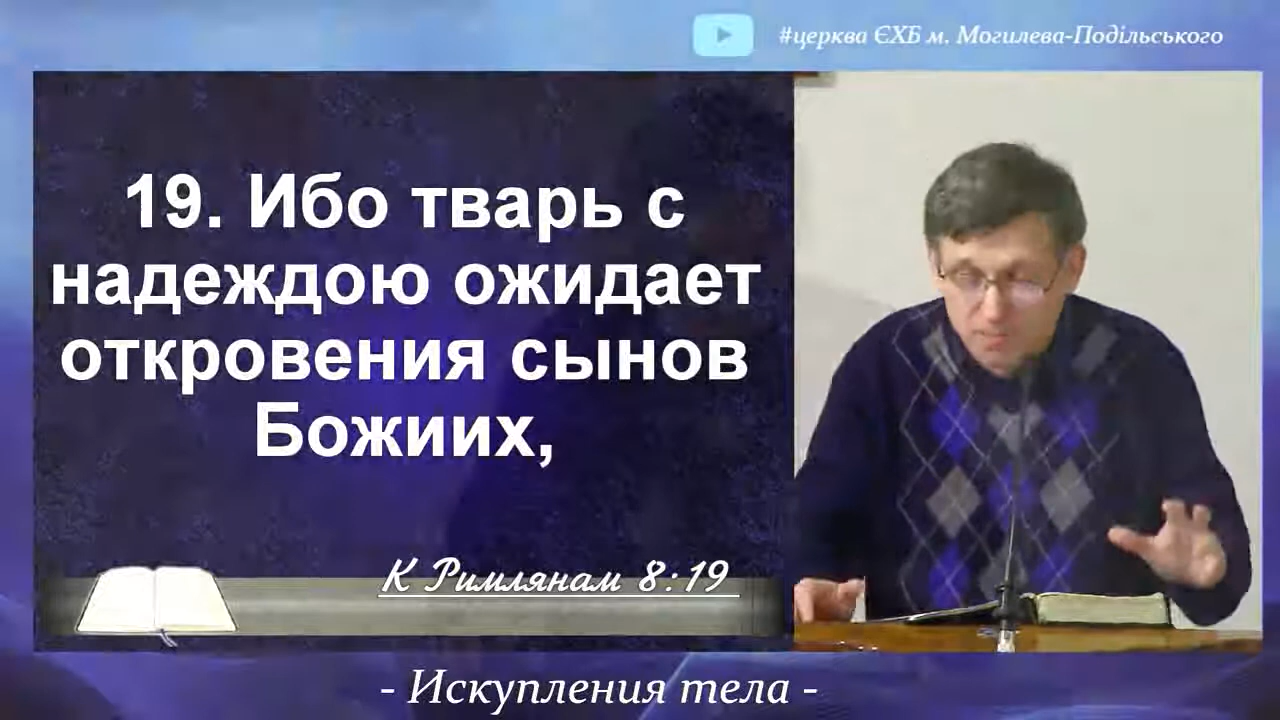 #церква ЄХБ м. Могилева-Подільського
19. Ибо тварь с
надеждою ожидает
откровения сынов
Божиих,
К Римлянам 8:19
- Искупления тела -